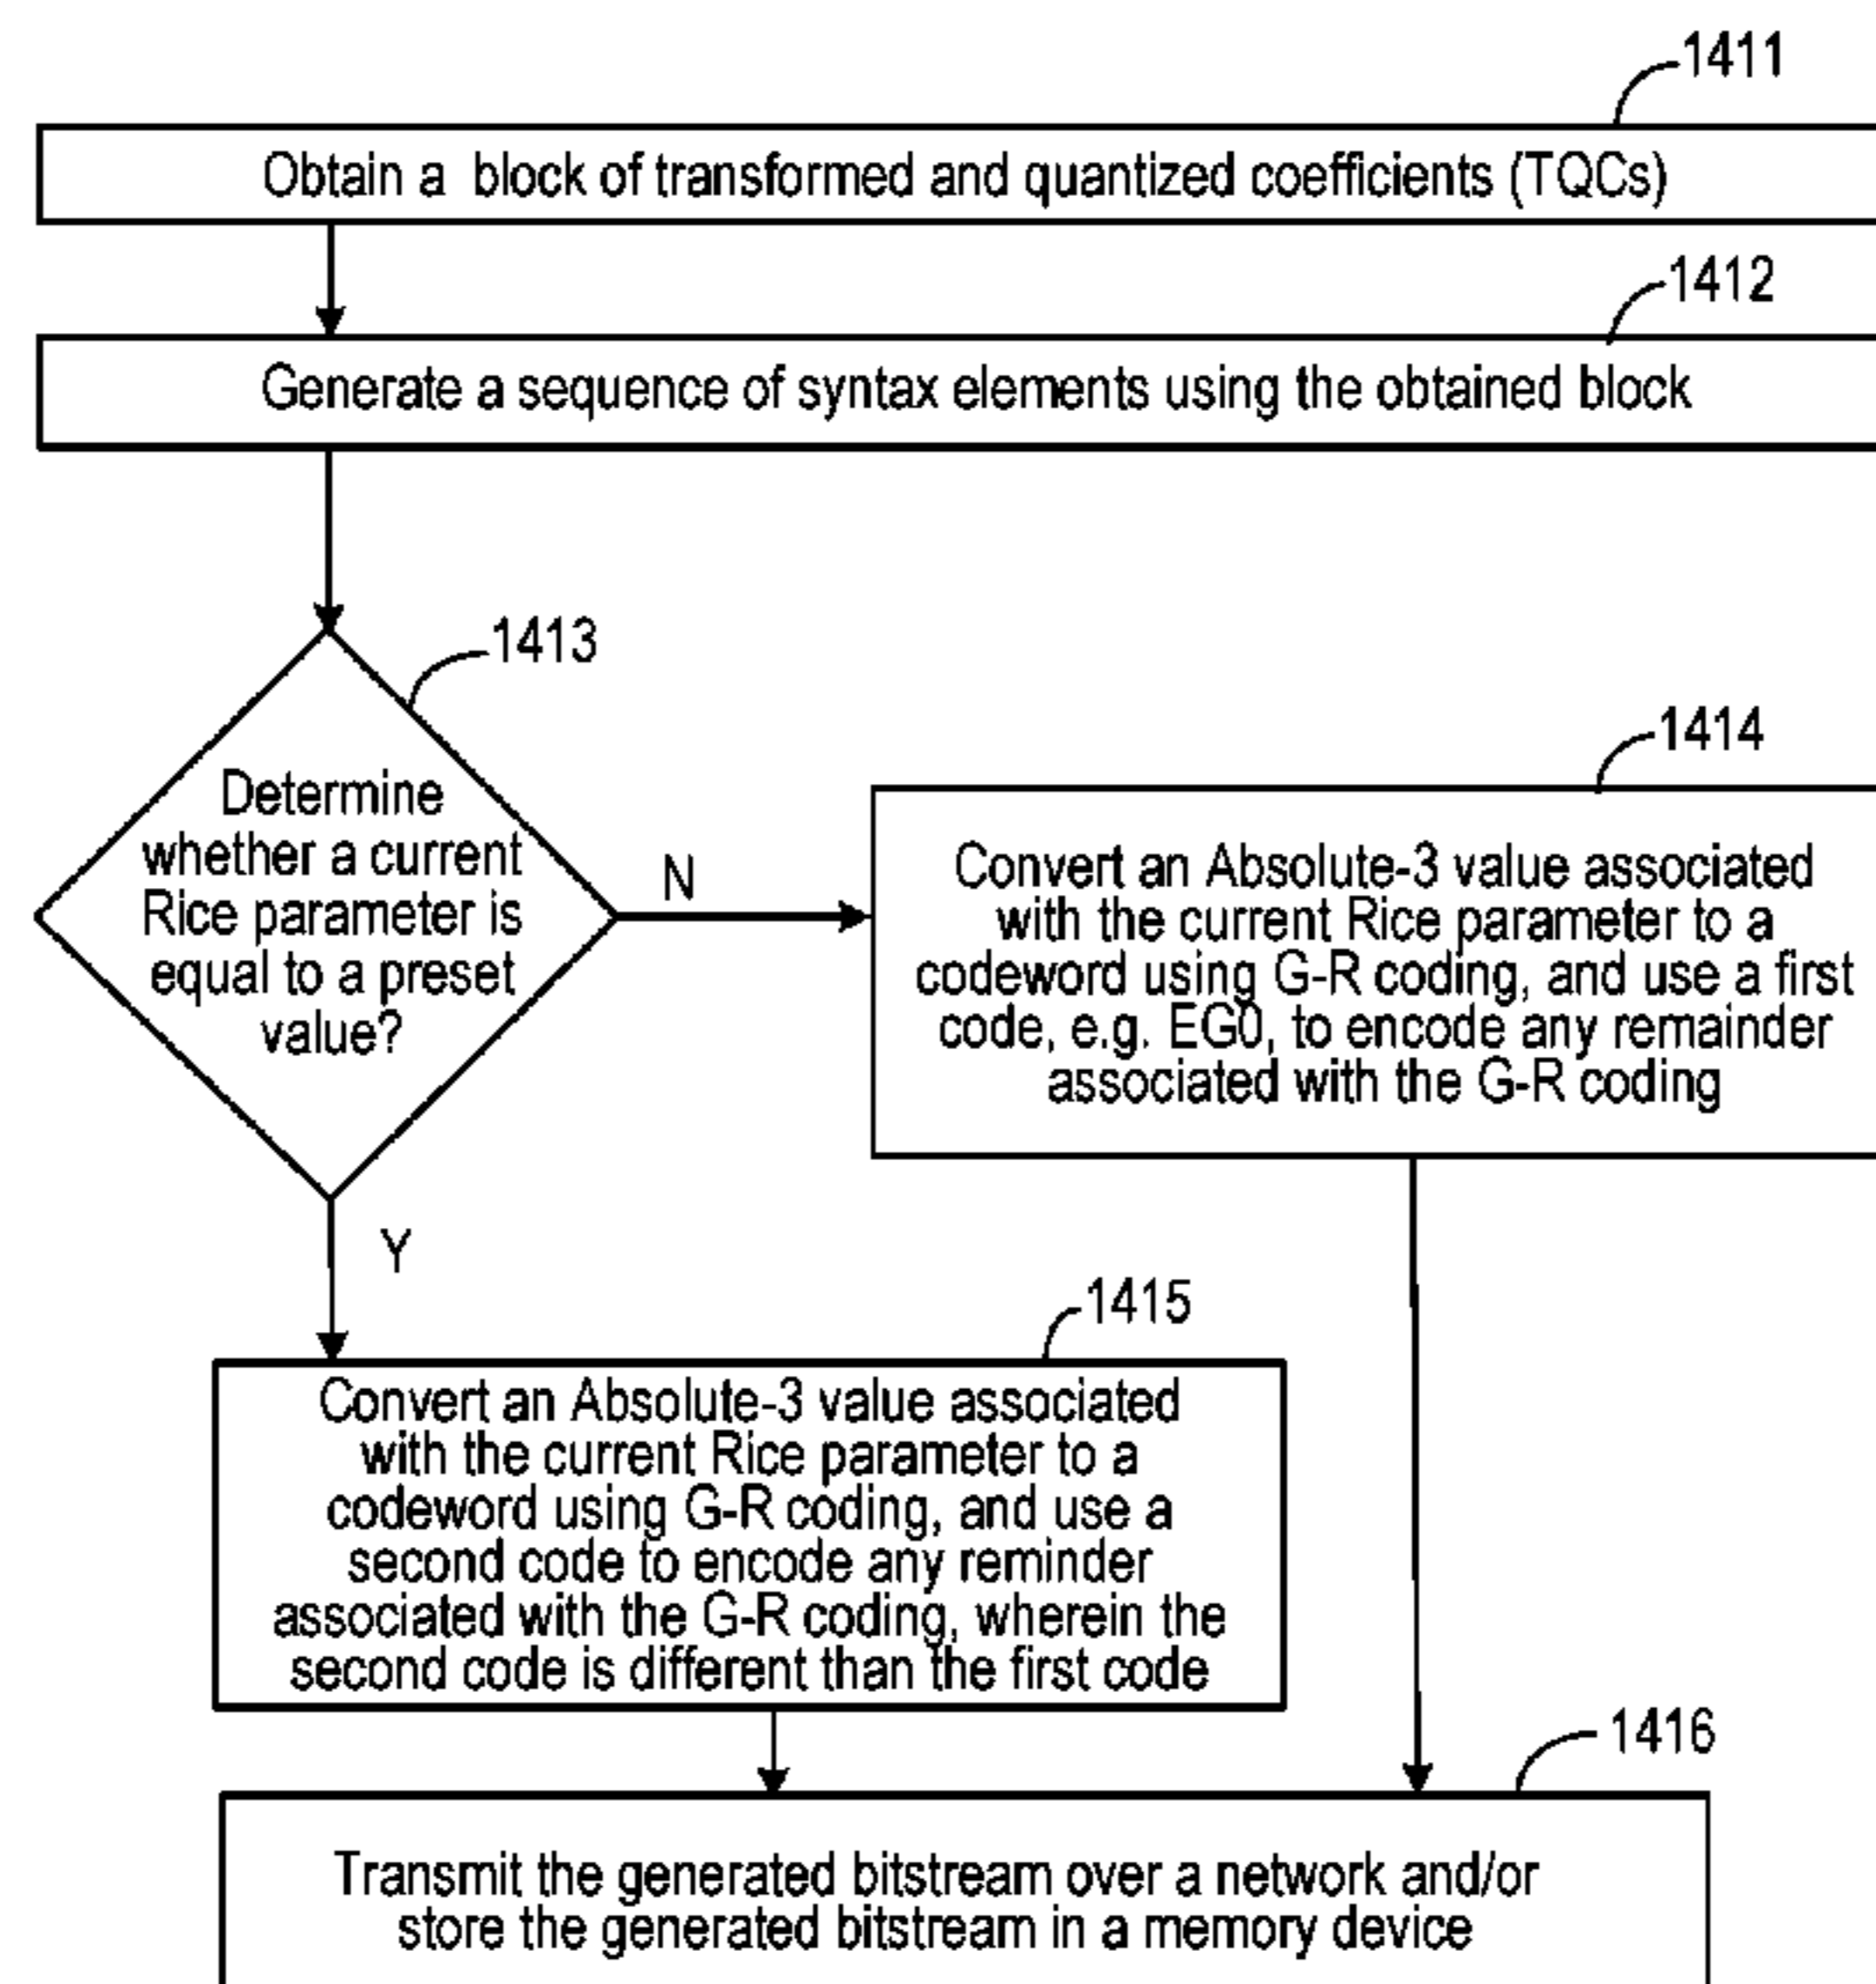 1411
Obtain a block of transformed and quantized coefficients (TQCs)
1412
Generate a sequence of syntax elements using the obtained block
1413
Determine
whether a current
Rice parameter is
equal to a preset
value?
N
1414
Convert an Absolute-3 value associated
with the current Rice parameter to a
codeword using G-R coding, and use a first
code, e.g. EG0, to encode any remainder
associated with the G-R coding
Y
1415
Convert an Absolute-3 value associated
with the current Rice parameter to a
codeword using G-R coding, and use a
second code to encode any reminder
associated with the G-R coding, wherein the
second code is different than the first code
1416
Transmit the generated bitstream over a network and/or
store the generated bitstream in a memory device